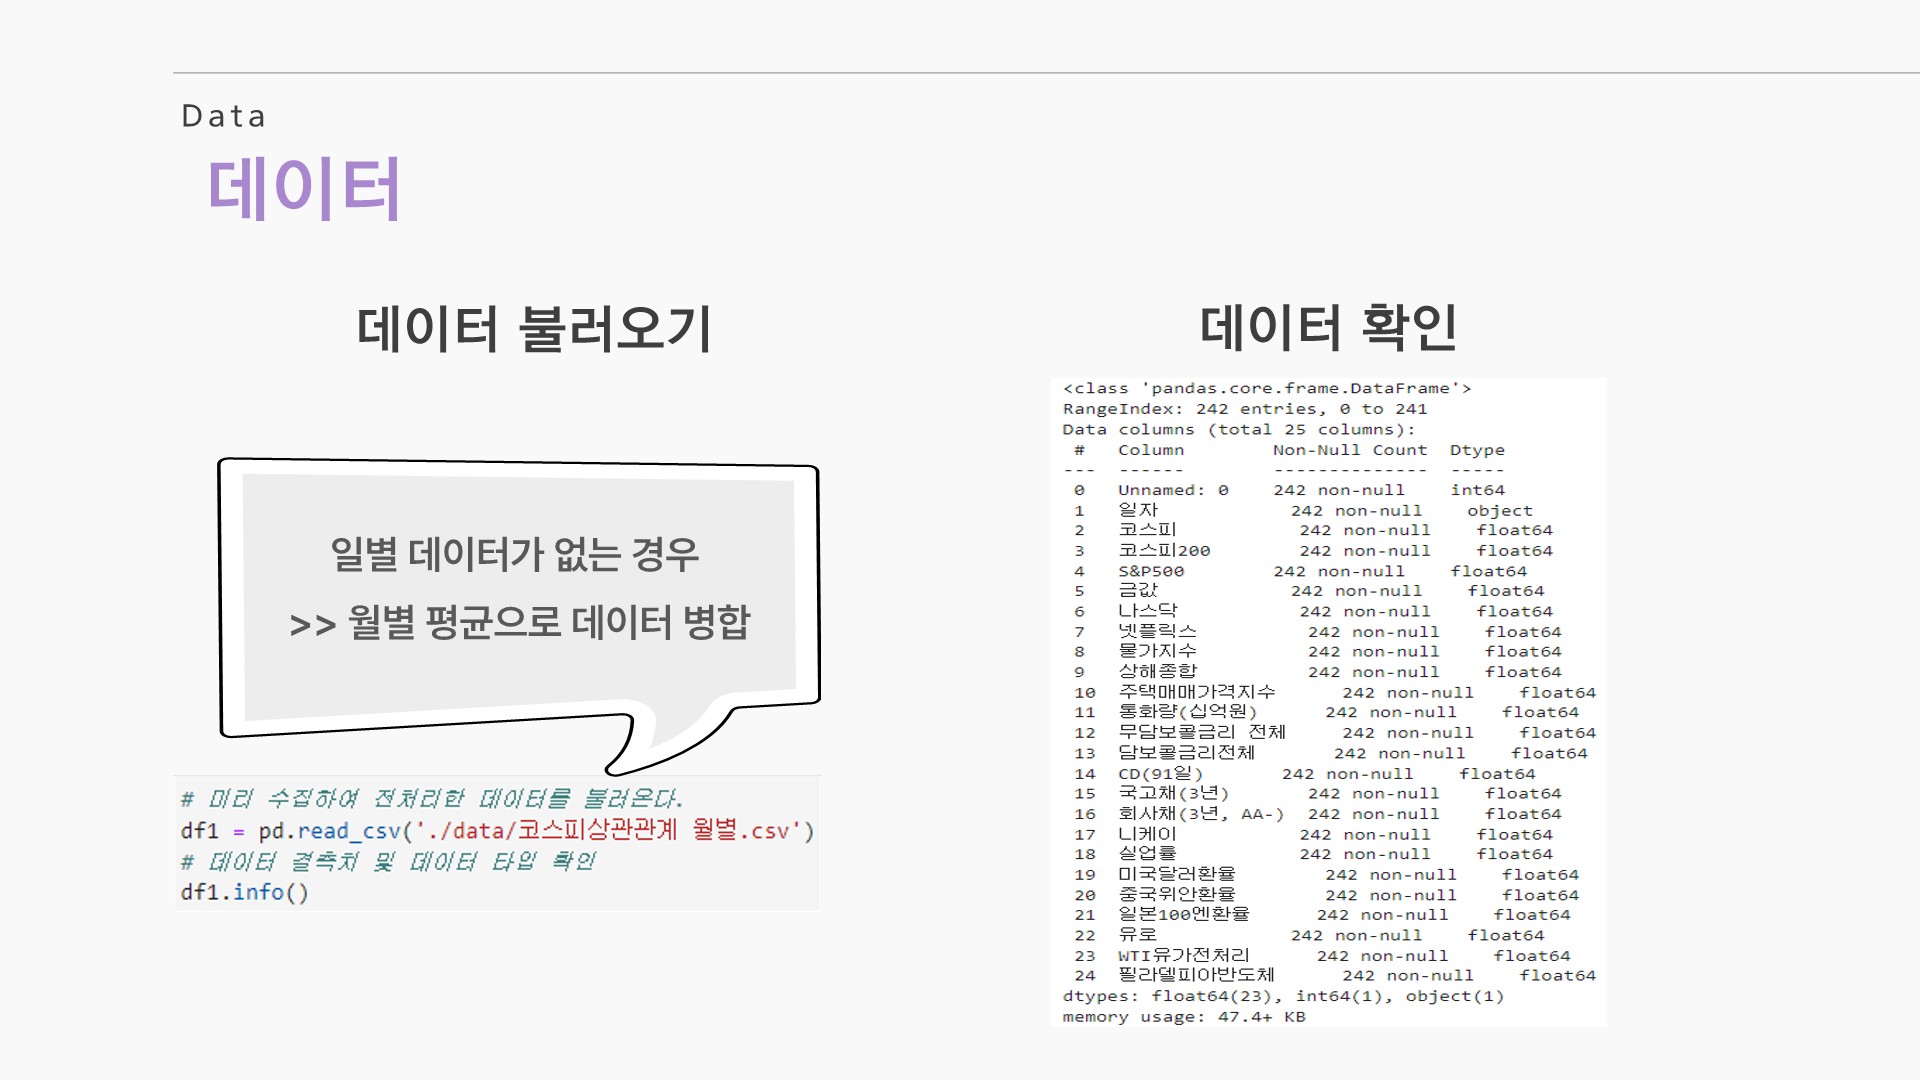 Data
데이터
데이터 불러오기
일별 데이터가 없는 경우
>> 월별 평균으로 데이터 병합
# 미리 수집하여 전처리한 데이터를 불러온다.
df1 = pd.read_csv('./data/코스피상관관계 월별.csv')
# 데이터 결측치 및 데이터 타입 확인
df1.info()
데이터 확인
<class 'pandas.core.frame.DataFrame'>
RangeIndex: 242 entries, 0 to 241
Data columns (total 25 columns):
# Column Non-Null Count Dtype
--- ------ -------------- -----
0 Unnamed: 0 242 non-null int64
1 일자 242 non-null object
2 코스피 242 non-null float64
3 코스피200 242 non-null float64
4 S&P500 242 non-null float64
5 금값 242 non-null float64
6 나스닥 242 non-null float64
7 넷플릭스 242 non-null float64
8 물가지수 242 non-null float64
9 상해종합 242 non-null float64
10 주택매매가격지수 242 non-null float64
11 통화량(십억원) 242 non-null float64
12 무담보콜금리 전체 242 non-null float64
13 담보콜금리전체 242 non-null float64
14 CD(91일) 242 non-null float64
15 국고채(3년) 242 non-null float64
16 회사채(3년, AA-) 242 non-null float64
17 니케이 242 non-null float64
18 실업률 242 non-null float64
19 미국달러환율 242 non-null float64
20 중국위안환율 242 non-null float64
21 일본100엔환율 242 non-null float64
22 유로 242 non-null float64
23 WTI유가전처리 242 non-null float64
24 필라델피아반도체 242 non-null float64
dtypes: float64(23), int64(1), object(1)
memory usage: 47.4+ KB